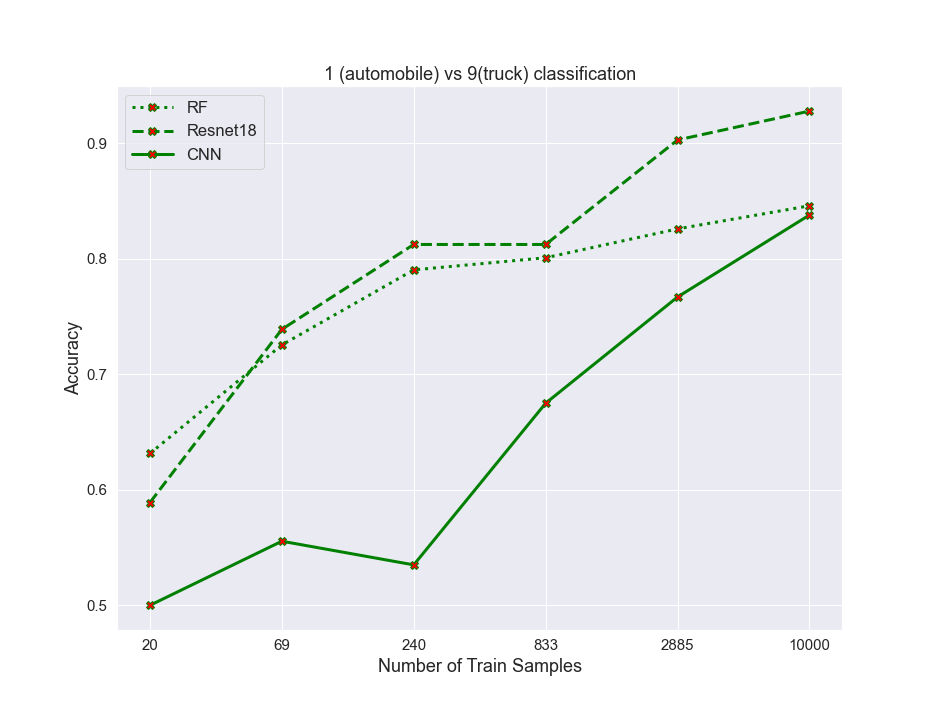 1 (automobile) vs 9(truck) classification
RF
Resnet18
CNN
0.9
0.8
0.7
0.6
0.5
Accuracy
20 69 240 833 2885 10000
Number of Train Samples